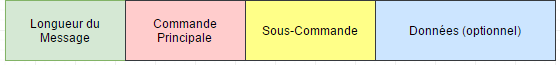 Longueur du
Message
Commande
Principale
Sous-Commande
Données (optionnel)